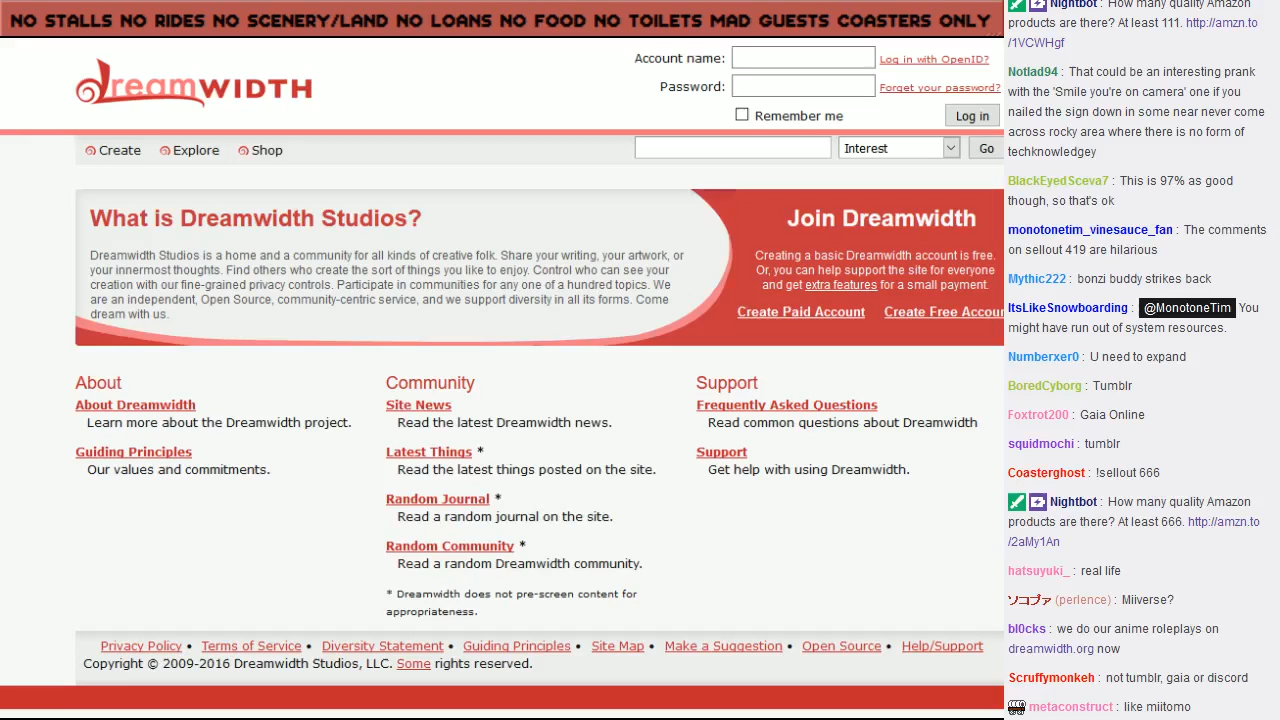 NO STALLS NO RIDES NO SCENERY/LAND NO LOANS NO FOOD NO TOILETS MAD GUESTS COASTERS ONLY
dreamWIDTH
Account name:
Log in with OpenID?
Password:
Forget your password?
Remember me
Log in
Create
Explore
Shop
Interest
Go
What is Dreamwidth Studios?
Dreamwidth Studios is a home and a community for all kinds of creative folk. Share your writing, your artwork, or
your innermost thoughts. Find others who create the sort of things you like to enjoy. Control who can see your
creation with our fine-grained privacy controls. Participate in communities for any one of a hundred topics. We
are an independent, Open Source, community-centric service, and we support diversity in all its forms. Come
dream with us.
Join Dreamwidth
Creating a basic Dreamwidth account is free.
Or, you can help support the site for everyone
and get extra features for a small payment.
Create Paid Account
Create Free Accour
About
About Dreamwidth
Learn more about the Dreamwidth project.
Guiding Principles
Our values and commitments.
Community
Site News
Read the latest Dreamwidth news.
Latest Things *
Read the latest things posted on the site.
Random Journal *
Read a random journal on the site.
Random Community *
Read a random Dreamwidth community.
* Dreamwidth does not pre-screen content for
appropriateness.
Support
Frequently Asked Questions
Read common questions about Dreamwidth
Support
Get help with using Dreamwidth.
Privacy Policy • Terms of Service • Diversity Statement • Guiding Principles • Site Map • Make a Suggestion • Open Source • Help/Support
Copyright © 2009-2016 Dreamwidth Studios, LLC. Some rights reserved.
Nightbot : How many quality Amazon
products are there? At least 111. http://amzn.to
/1VCWHgf
Notlad94 : That could be an interesting prank
with the 'Smile you're on camera' one if you
nailed the sign down in some near never come
across rocky area where there is no form of
techknowledgey
BlackEyedSceva7 : This is 97% as good
though, so that's ok
monotonetim_vinesauce_fan : The comments
on sellout 419 are hilarious
Mythic222 : bonzi buddy strikes back
ItsLikeSnowboarding : @MonotoneTim You
might have run out of system resources.
Numberxer0 : U need to expand
BoredCyborg : Tumblr
Foxtrot200 : Gaia Online
squidmochi : tumblr
Coasterghost : !sellout 666
Nightbot : How many quality Amazon
products are there? At least 666. http://amzn.to
/2aMy1An
hatsuyuki_ : real life
ソコプァ (perlence) : Miiverse?
bl0cks : we do our anime roleplays on
dreamwidth.org now
Scruffymonkeh : not tumblr, gaia or discord
metaconstruct : like miitomo